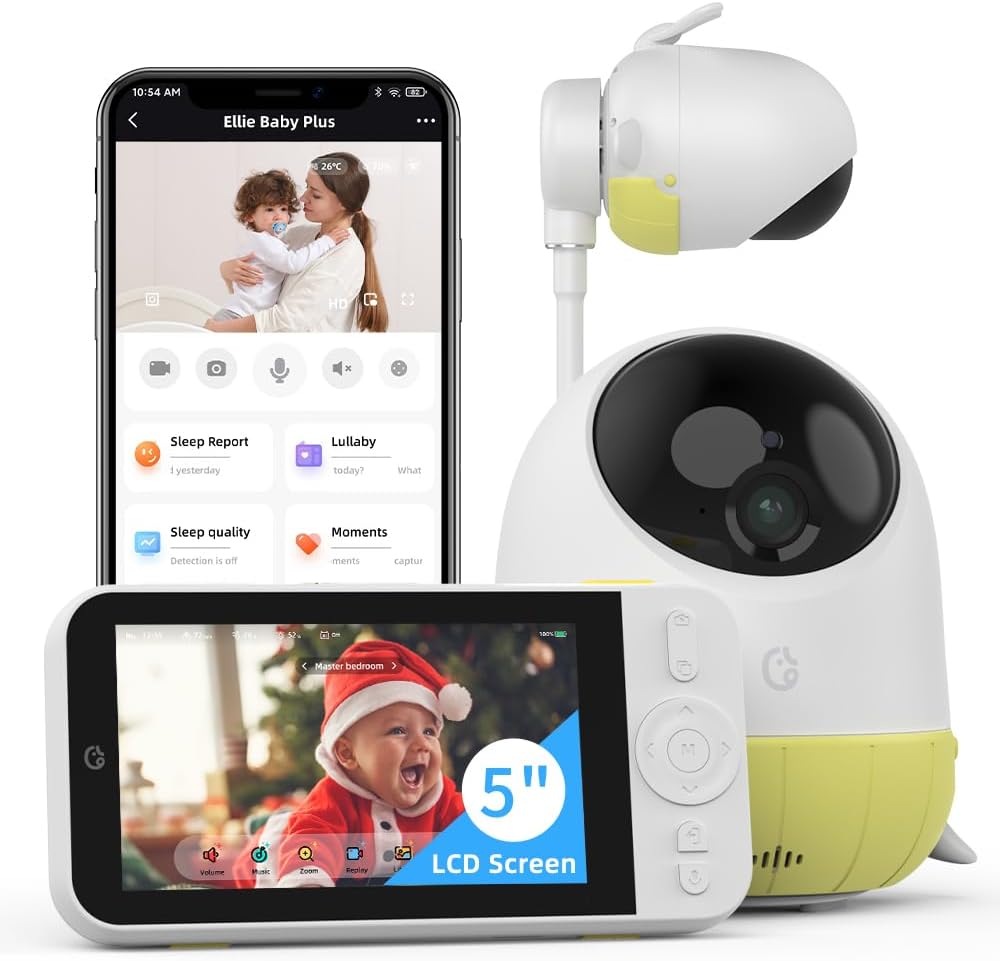 10:54 AM
82
Ellie Baby Plus
26°C
HD
Sleep Report
yesterday
Lullaby
today? What
Sleep quality
Detection is off
Moments
ments captur
100%
Master bedroom
5"
LCD Screen
Volume
Music
Zoom
Replay
M